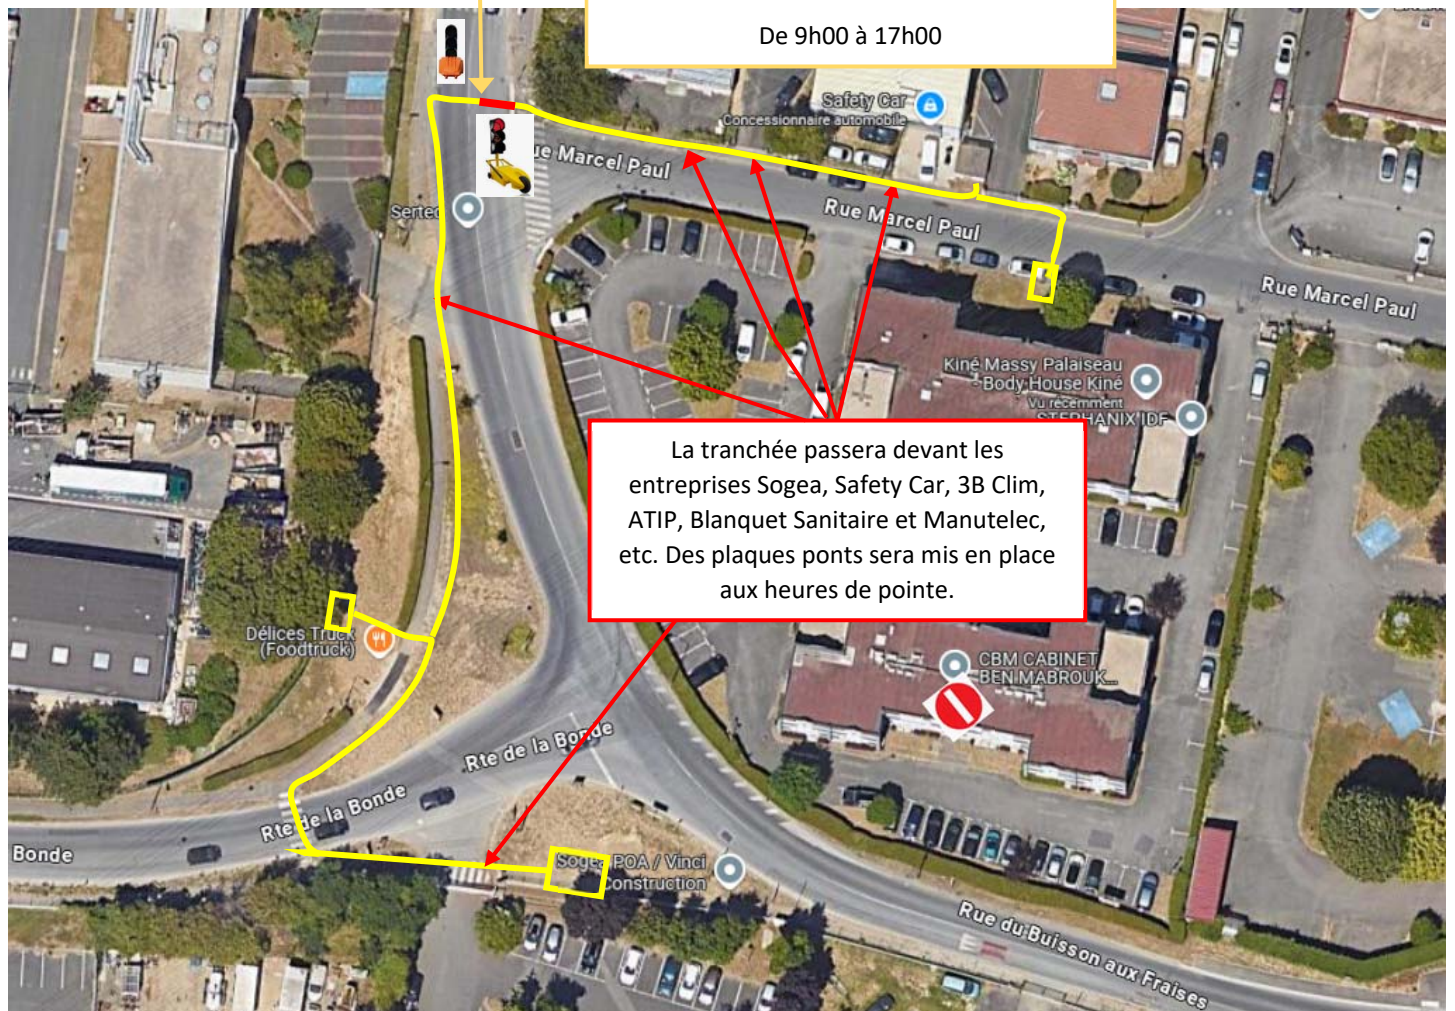 De 9h00 à 17h00
Safety Car
Concessionnaire automobile
ue Marcel Paul
Sertec
Rue Marcel Paul
Rue Marcel Paul
Kiné Massy Palaiseau
- Body House Kiné
Vu récemment
STEPHANIX IDF
La tranchée passera devant les
entreprises Sogea, Safety Car, 3B Clim,
ATIP, Blanquet Sanitaire et Manutelec,
etc. Des plaques ponts sera mis en place
aux heures de pointe.
Délices Truck
(Foodtruck)
CBM CABINET
BEN MABROUK...
Rte de la Bonde
Rte de la Bonde
Bonde
Sogea POA / Vinci
Construction
Rue du Buisson aux Fraises